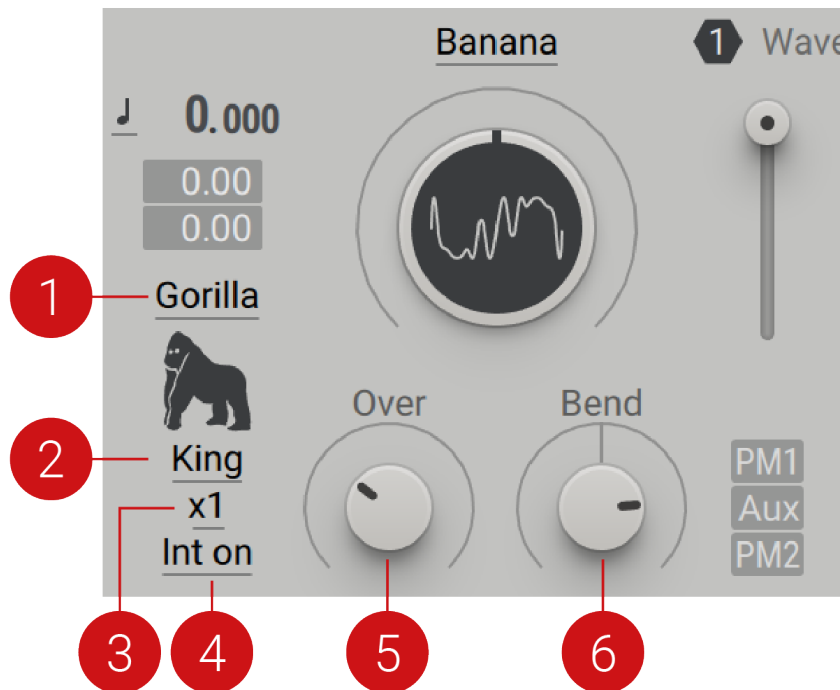 Banana
1 Wave
0.000
0.00
0.00
1 Gorilla
2 King
x1
Int on
Over
Bend
PM1
Aux
PM2
3
4
5
6